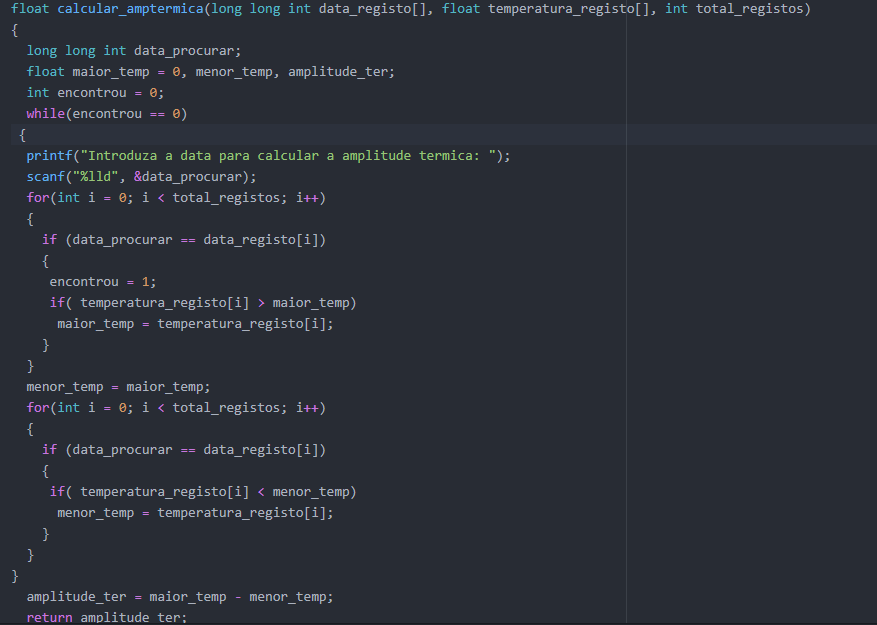 float calcular_amptermica(long long int data_registo[], float temperatura_registo[], int total_registos)
{
long long int data_procurar;
float maior_temp = 0, menor_temp, amplitude_ter;
int encontrou = 0;
while(encontrou == 0)
{
printf("Introduza a data para calcular a amplitude termica: ");
scanf("%lld", &data_procurar);
for(int i = 0; i < total_registos; i++)
{
if (data_procurar == data_registo[i])
{
encontrou = 1;
if( temperatura_registo[i] > maior_temp)
maior_temp = temperatura_registo[i];
}
}
menor_temp = maior_temp;
for(int i = 0; i < total_registos; i++)
{
if (data_procurar == data_registo[i])
{
if( temperatura_registo[i] < menor_temp)
menor_temp = temperatura_registo[i];
}
}
}
amplitude_ter = maior_temp - menor_temp;
return amplitude_ter;